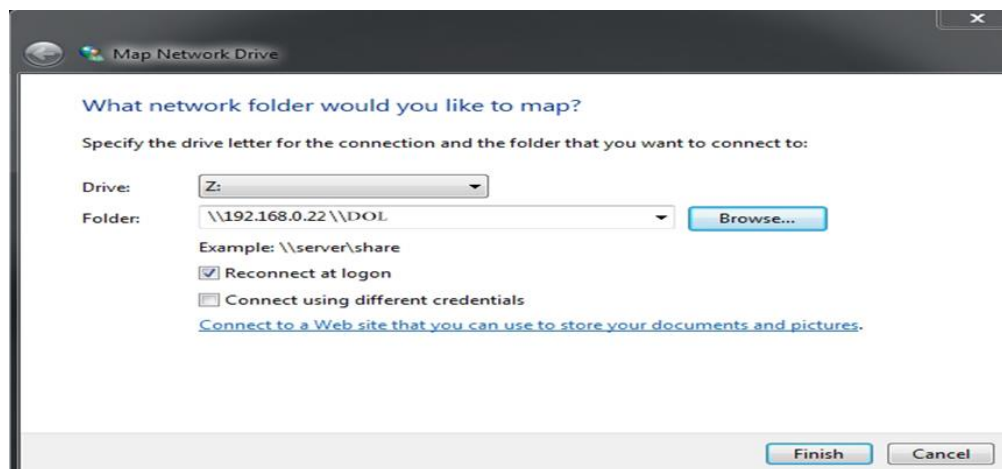 Map Network Drive
What network folder would you like to map?
Specify the drive letter for the connection and the folder that you want to connect to:
Drive: Z:
Folder: \\192.168.0.22\\DOL Browse...
Example: \\server\share
Reconnect at logon
Connect using different credentials
Connect to a Web site that you can use to store your documents and pictures.
Finish Cancel